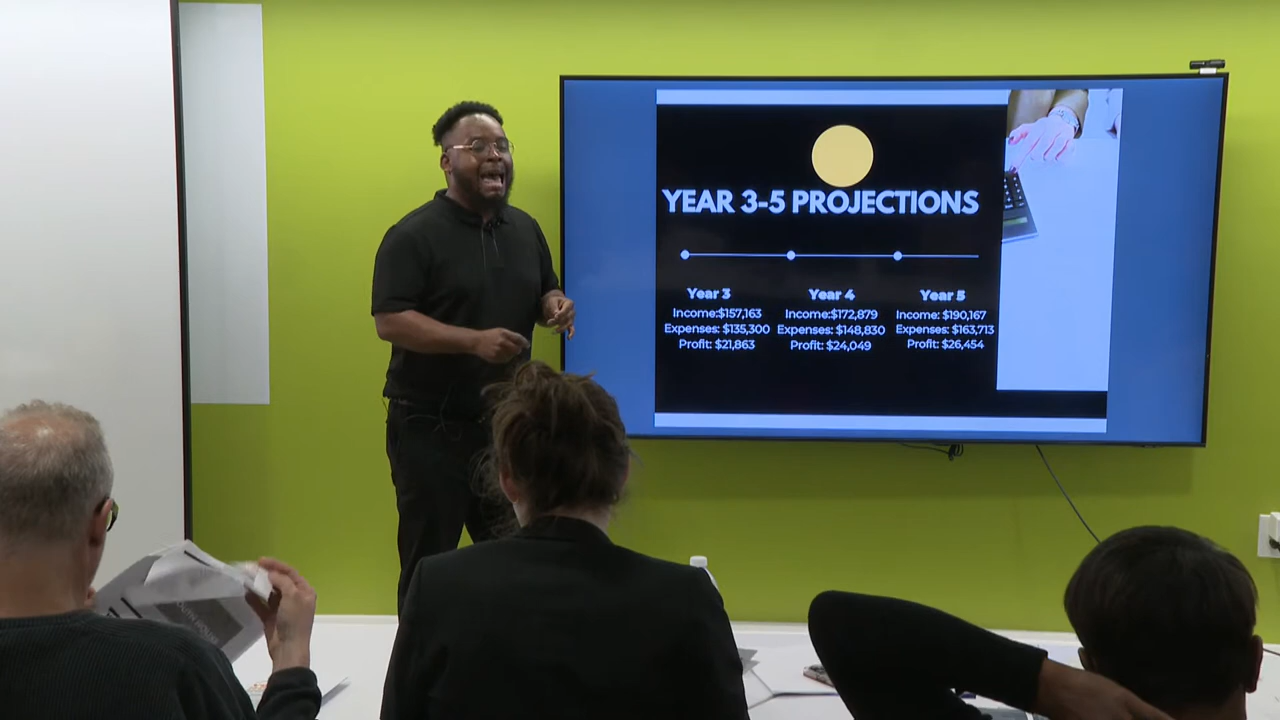 YEAR 3-5 PROJECTIONS
Year 3
Income:$157,163
Expenses: $135,300
Profit: $21,863
Year 4
Income:$172,879
Expenses: $148,830
Profit: $24,049
Year 5
Income: $190,167
Expenses: $163,713
Profit: $26,454